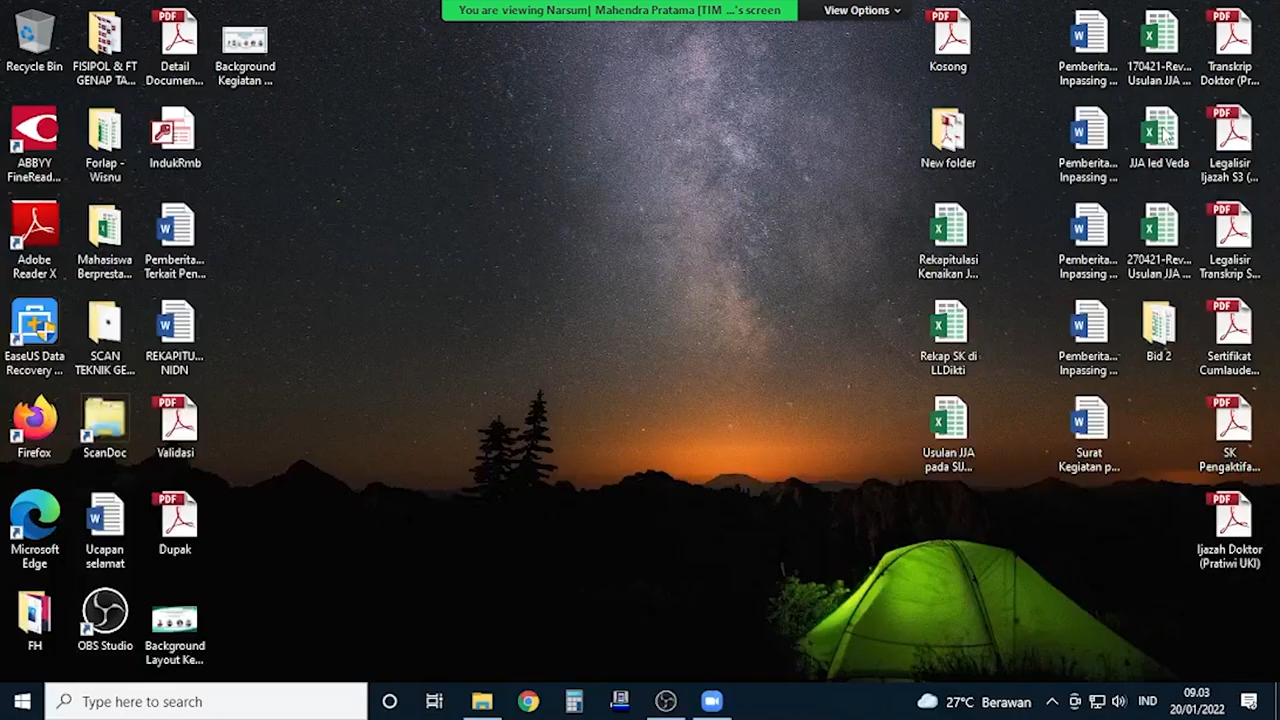 You are viewing Narsum| Mahendra Pratama [TIM ...'s screen
View Options
Recycle Bin
FISIPOL & FT
GENAP TA...
Detail
Documen...
Background
Kegiatan ...
Kosong
Pemberita...
Inpassing ...
170421-Rev...
Usulan JJA ...
Transkrip
Doktor (Pr...
ABBYY
FineRead...
Forlap -
Wisnu
IndukRmb
New folder
Pemberita...
Inpassing ...
JJA led Veda
Legalisir
Ijazah S3 (...
Adobe
Reader X
Mahasiswa
Berpresta...
Pemberita...
Terkait Pen...
Rekapitulasi
Kenaikan J...
Pemberita...
Inpassing ...
270421-Rev...
Usulan JJA ...
Legalisir
Transkrip S...
EaseUS Data
Recovery ...
SCAN
TEKNIK GE...
REKAPITU...
NIDN
Rekap SK di
LLDikti
Pemberita...
Inpassing ...
Bid 2
Sertifikat
Cumlaude...
Firefox
ScanDoc
Validasi
Usulan JJA
pada SIJ...
Surat
Kegiatan p...
SK
Pengaktifa...
Microsoft
Edge
Ucapan
selamat
Dupak
Ijazah Doktor
(Pratiwi UKI)
FH
OBS Studio
Background
Layout Ke...
Type here to search
27°C Berawan
IND
09.03
20/01/2022